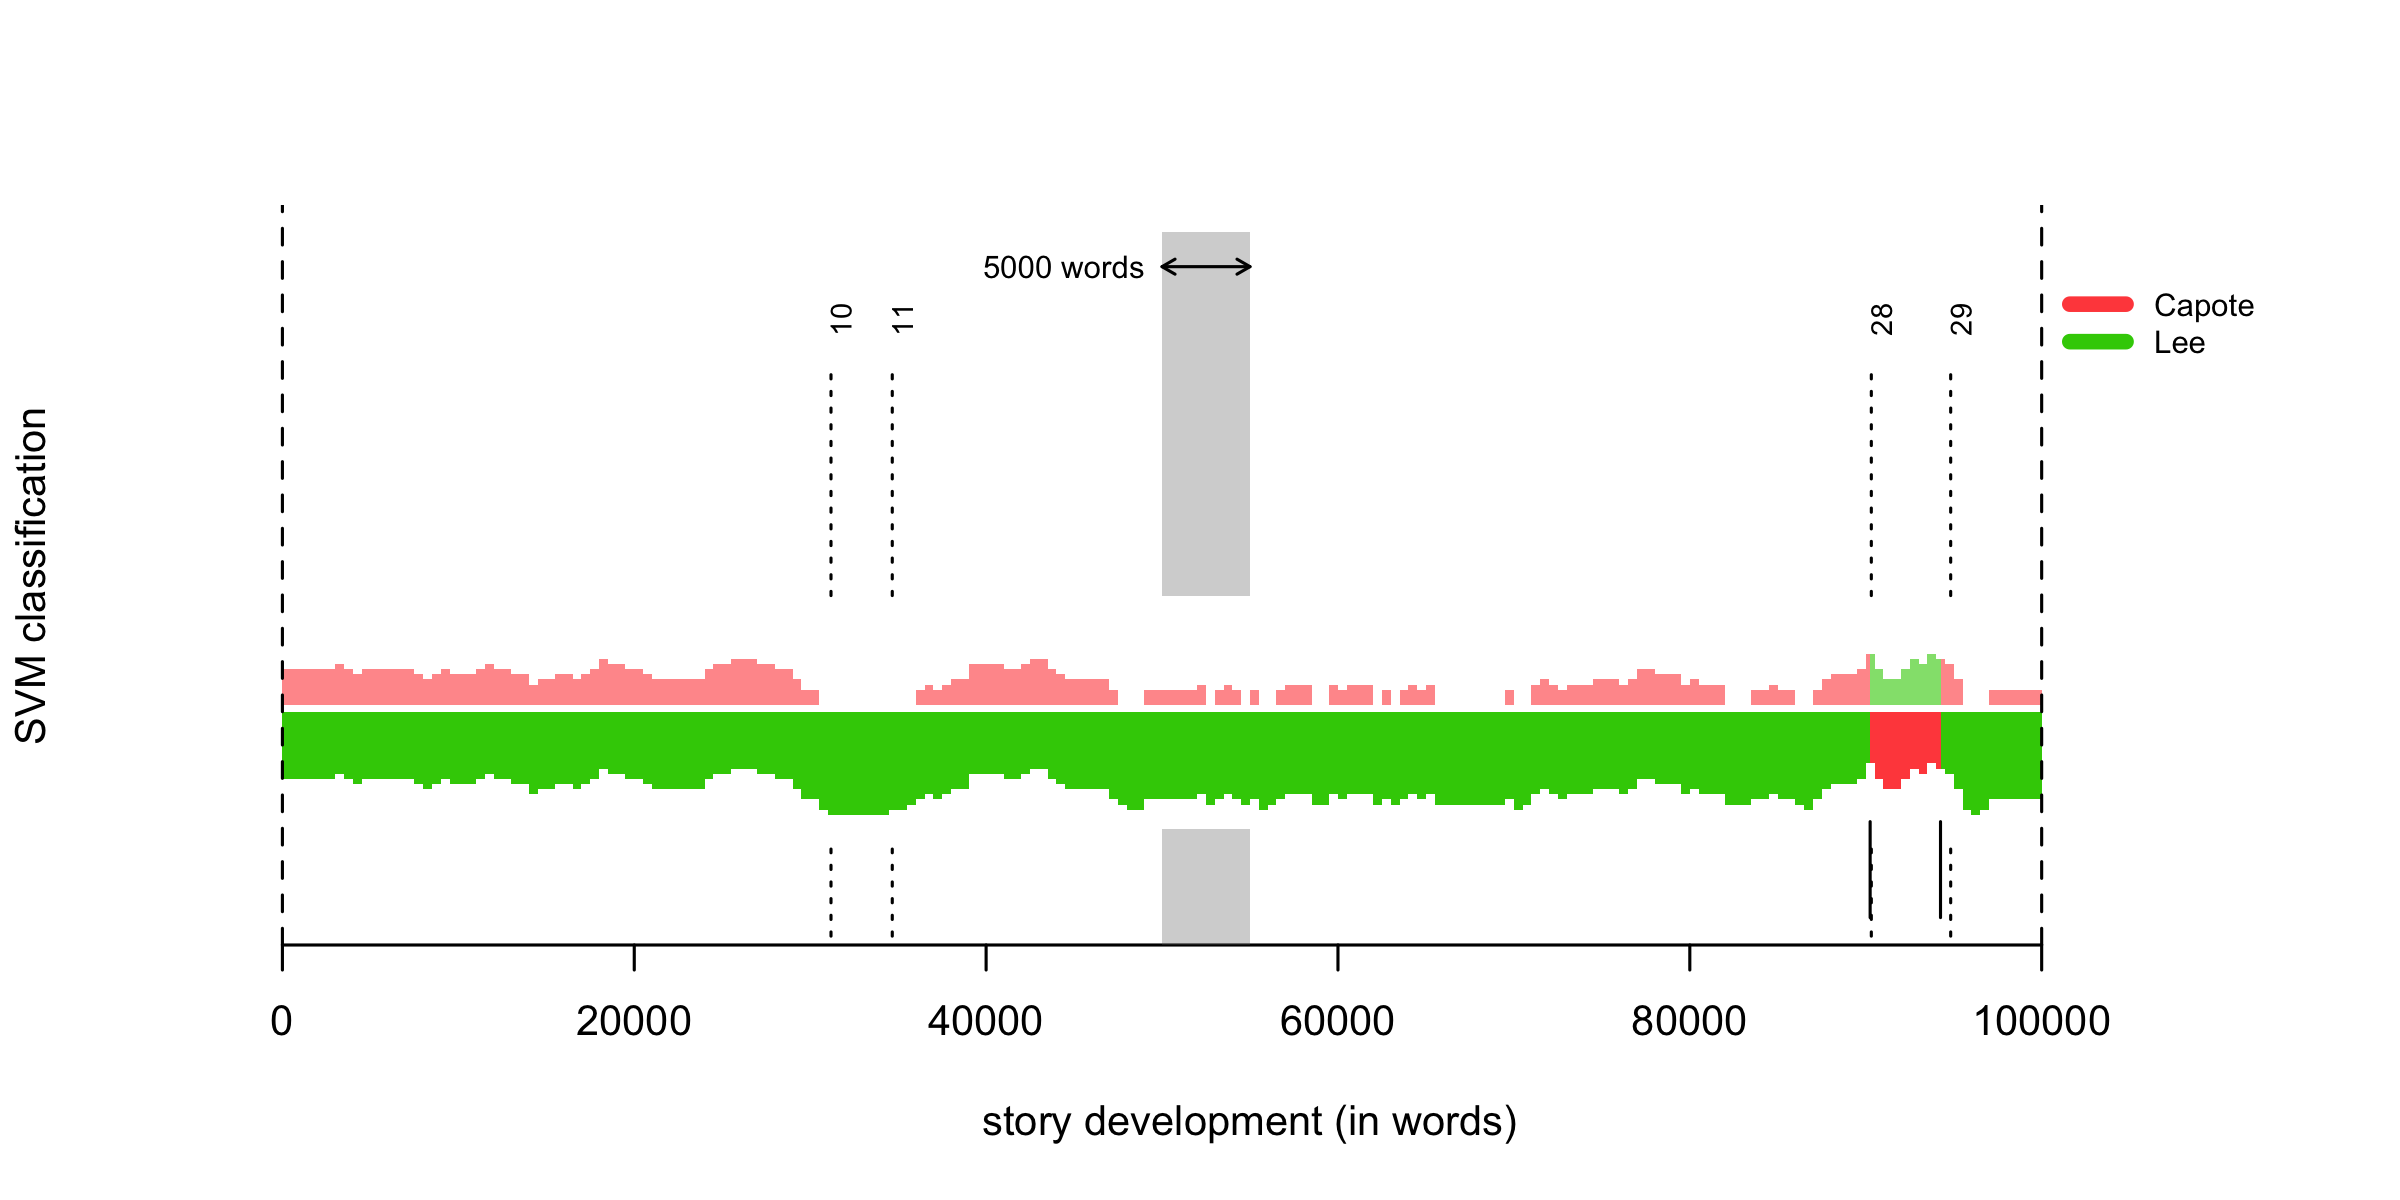 5000 words
10
11
28
29
Capote
Lee
SVM classification
0
20000
40000
60000
80000
100000
story development (in words)